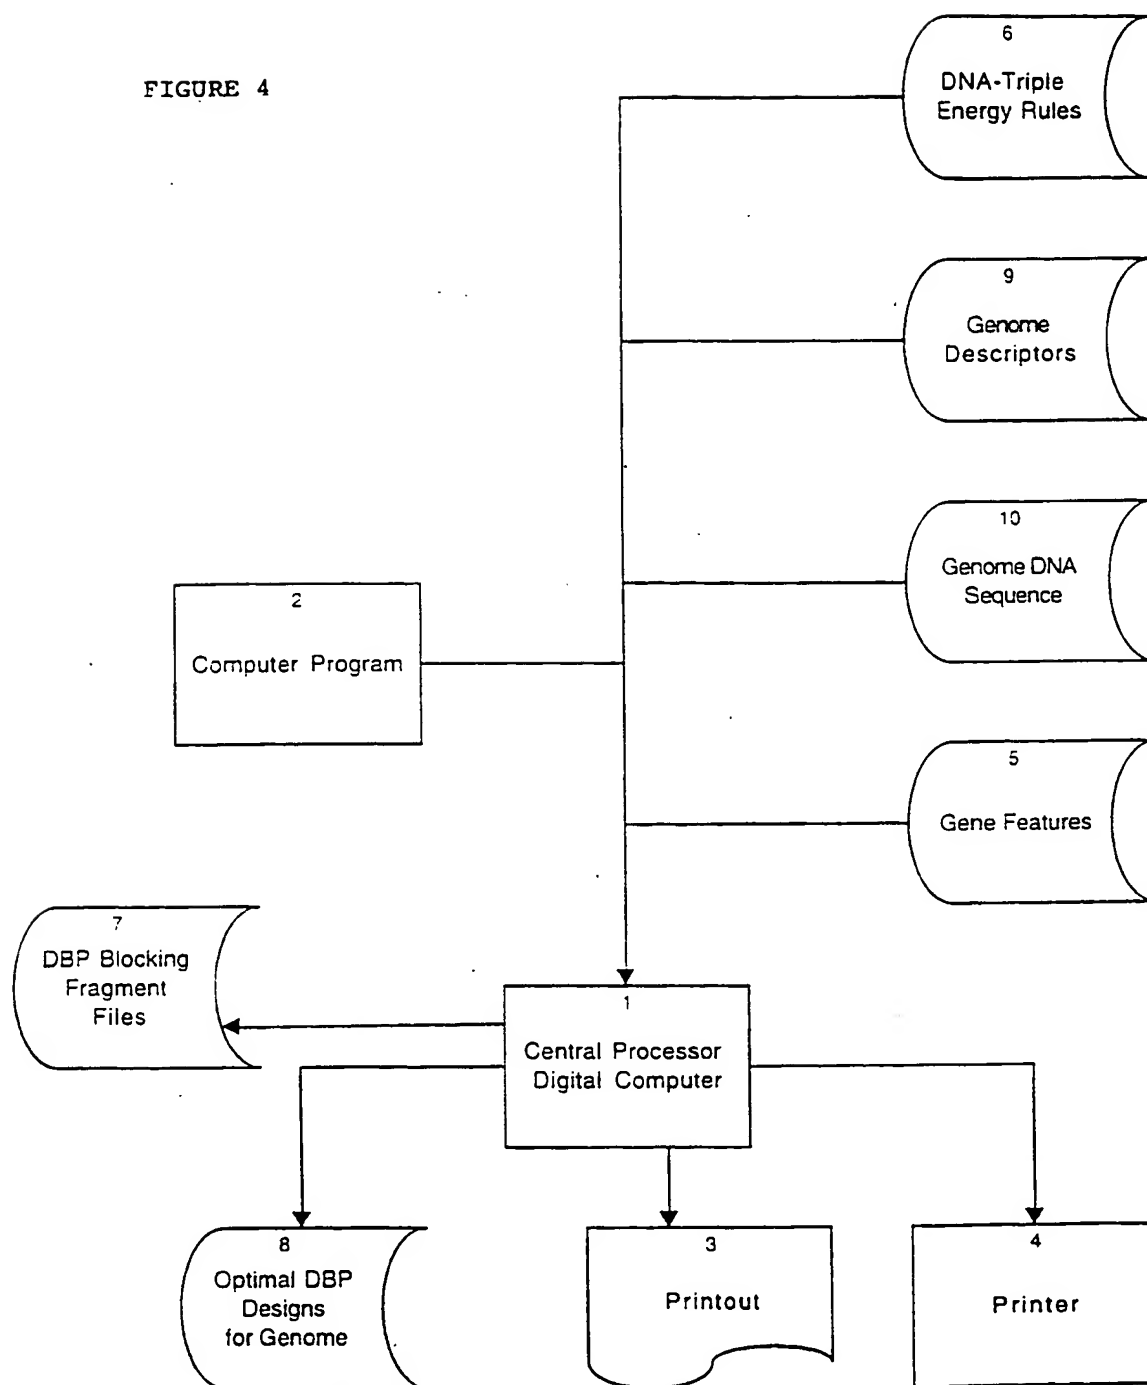 FIGURE 4
6
DNA-Triple
Energy Rules
9
Genome
Descriptors
10
Genome DNA
Sequence
2
Computer Program
5
Gene Features
7
DBP Blocking
Fragment
Files
1
Central Processor
Digital Computer
8
Optimal DBP
Designs
for Genome
3
Printout
4
Printer